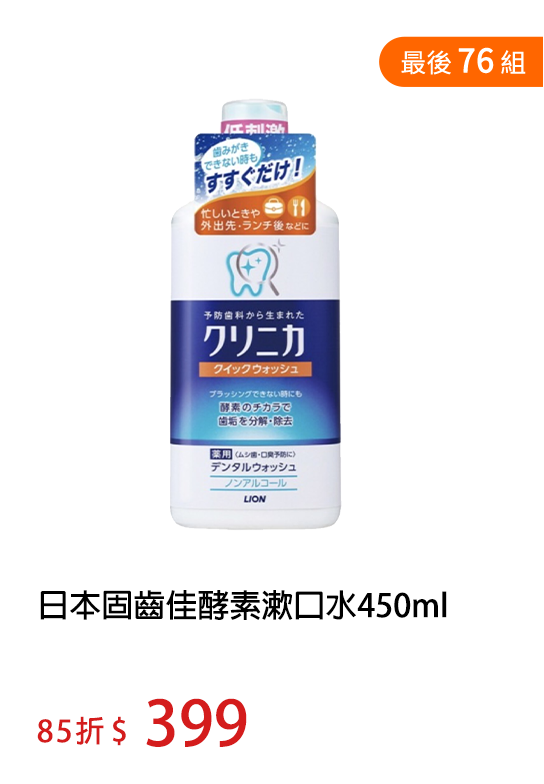 最後 76 組
低刺激
歯みがき
できない時も
すすぐだけ！
忙しいときや
外出先・ランチ後などに
予防歯科から生まれた
クリニカ
クイックウォッシュ
ブラッシングできない時にも
酵素のチカラで
歯垢を分解・除去
薬用 〈ムシ歯・口臭予防に〉
デンタルウォッシュ
ノンアルコール
LION
日本固齒佳酵素漱口水450ml
85折 $ 399